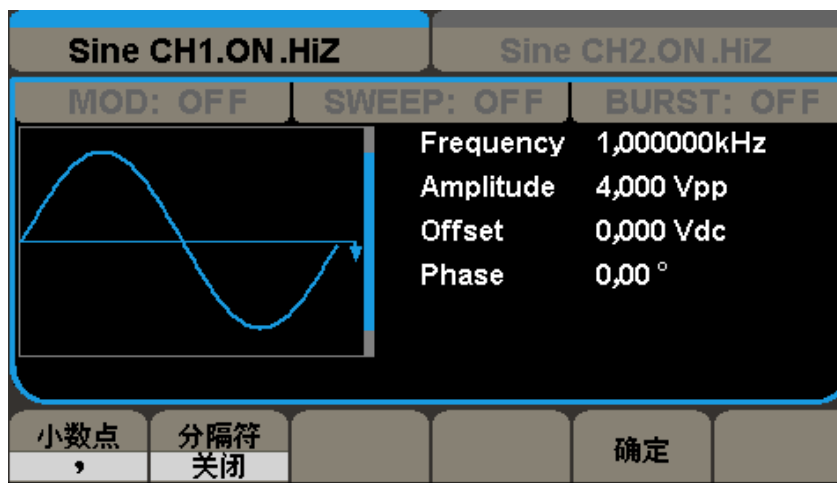 Sine CH1.ON.HiZ
Sine CH2.ON.HiZ
MOD: OFF
SWEEP: OFF
BURST: OFF
Frequency 1,000000kHz
Amplitude 4,000 Vpp
Offset 0,000 Vdc
Phase 0,00 °
小数点 分隔符 确定
, 关闭